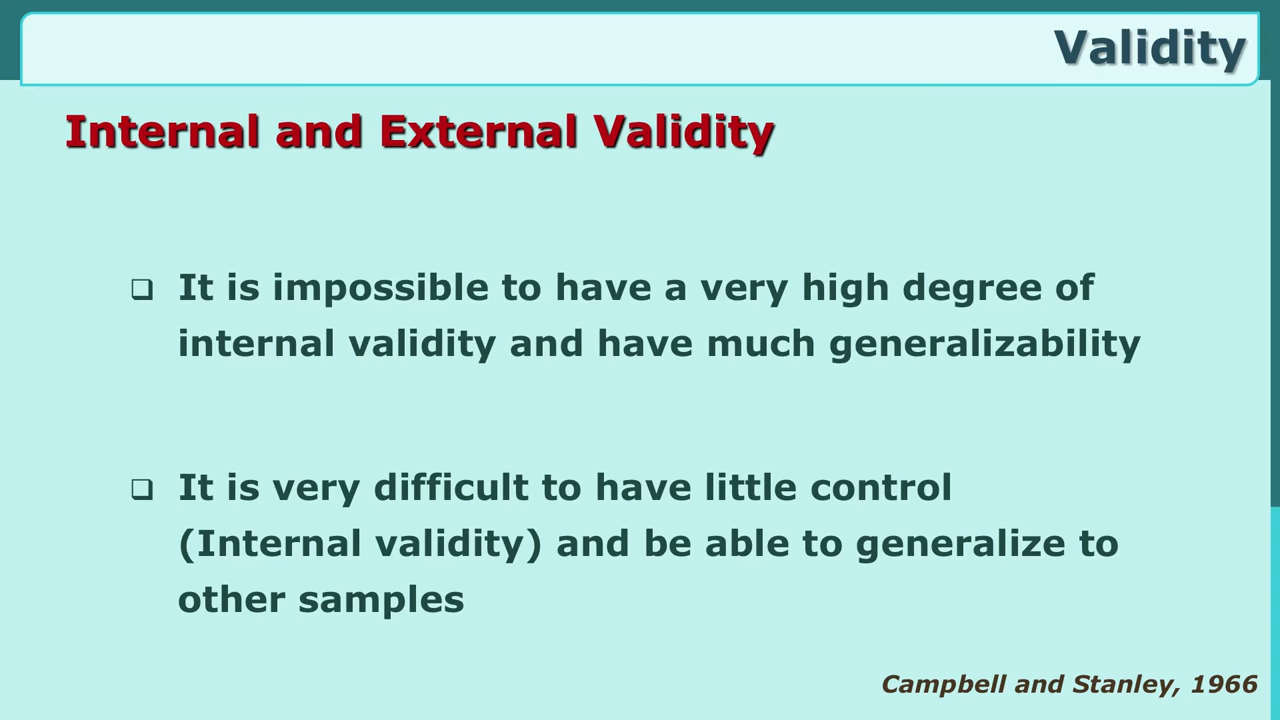 Validity
Internal and External Validity
❑ It is impossible to have a very high degree of
internal validity and have much generalizability
❑ It is very difficult to have little control
(Internal validity) and be able to generalize to
other samples
Campbell and Stanley, 1966